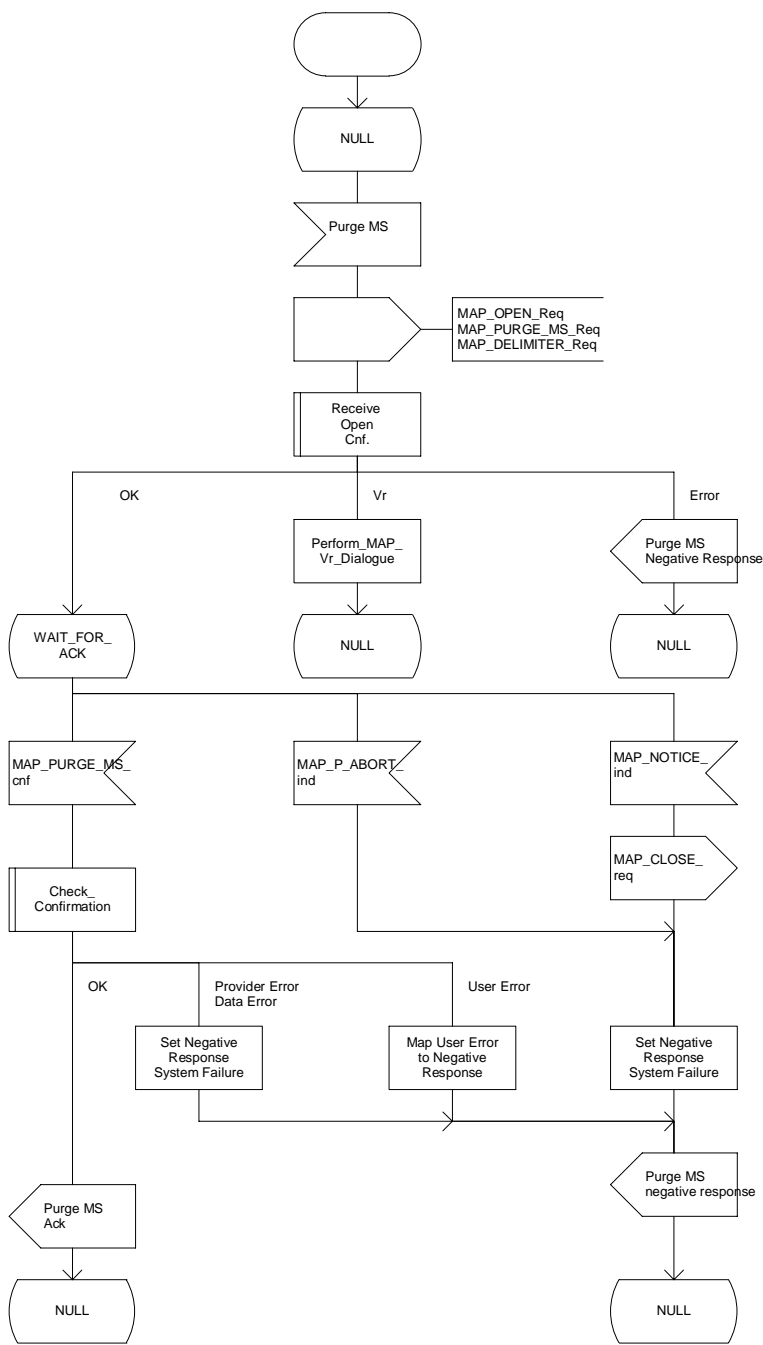 NULL
Purge MS
MAP_OPEN_Req
MAP_PURGE_MS_Req
MAP_DELIMITER_Req
Receive
Open
Cnf.
OK
Vr
Error
Perform_MAP_
Vr_Dialogue
Purge MS
Negative Response
WAIT_FOR_
ACK
NULL
NULL
MAP_PURGE_MS_
cnf
MAP_P_ABORT_
ind
MAP_NOTICE_
ind
MAP_CLOSE_
req
Check_
Confirmation
OK
Provider Error
Data Error
User Error
Set Negative
Response
System Failure
Map User Error
to Negative
Response
Set Negative
Response
System Failure
Purge MS
negative response
Purge MS
Ack
NULL
NULL